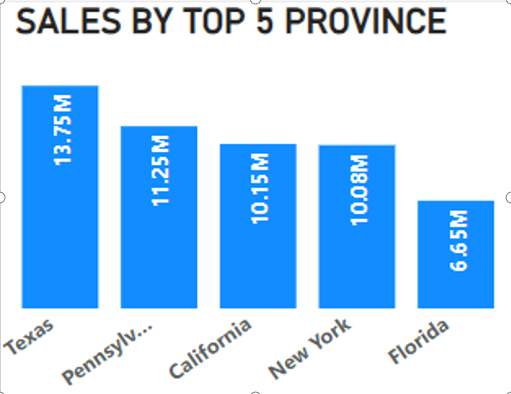 SALES BY TOP 5 PROVINCE
13.75M
11.25M
10.15M
10.08M
6.65M
Texas
Pennsylv...
California
New York
Florida